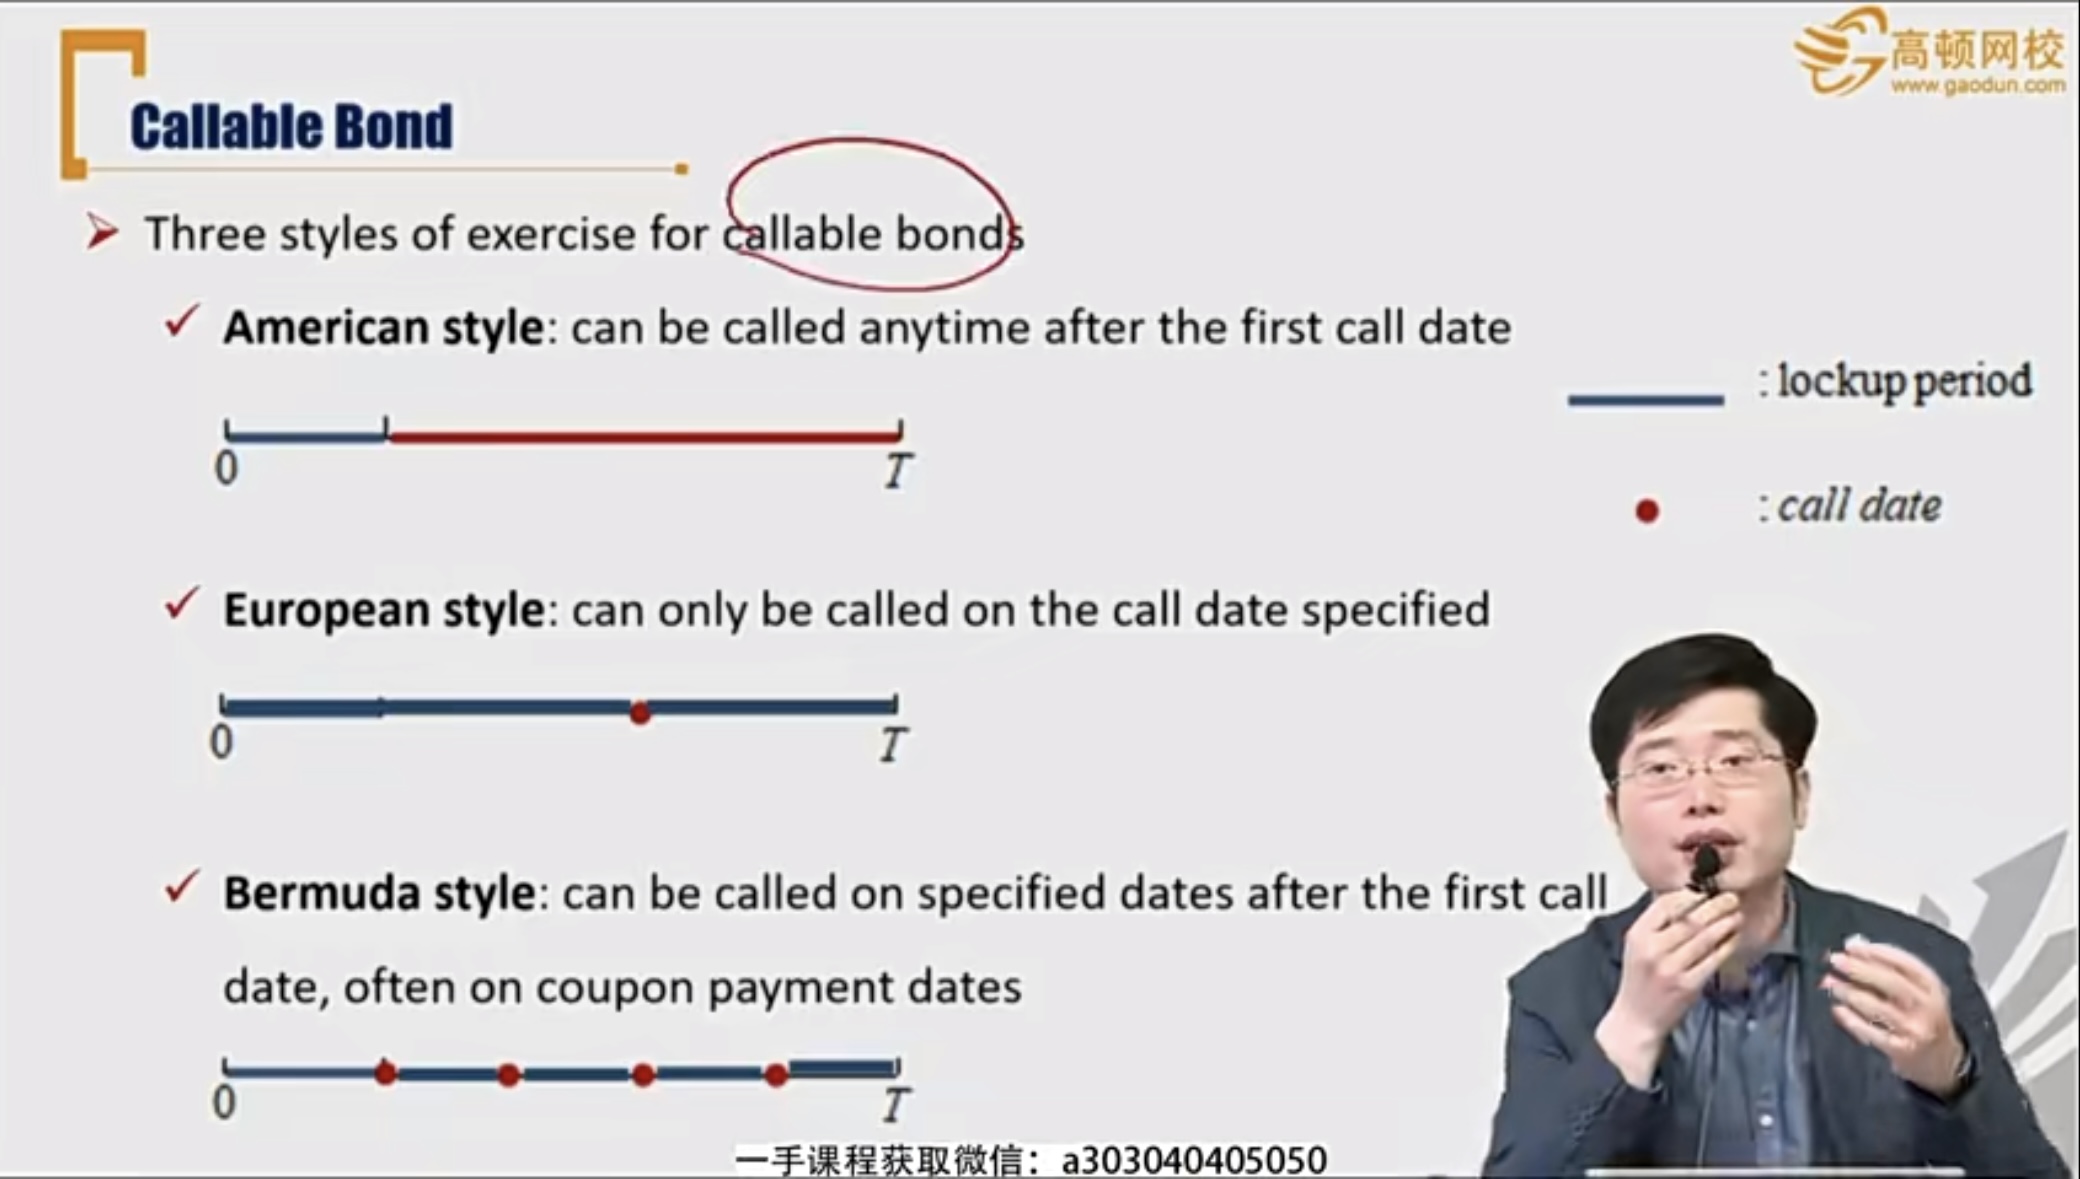 高顿网校
www.gaodun.com
Callable Bond
Three styles of exercise for callable bonds
American style: can be called anytime after the first call date
: lockup period
0
T
: call date
European style: can only be called on the call date specified
0
T
Bermuda style: can be called on specified dates after the first call
date, often on coupon payment dates
0
T
一手课程获取微信：a303040405050